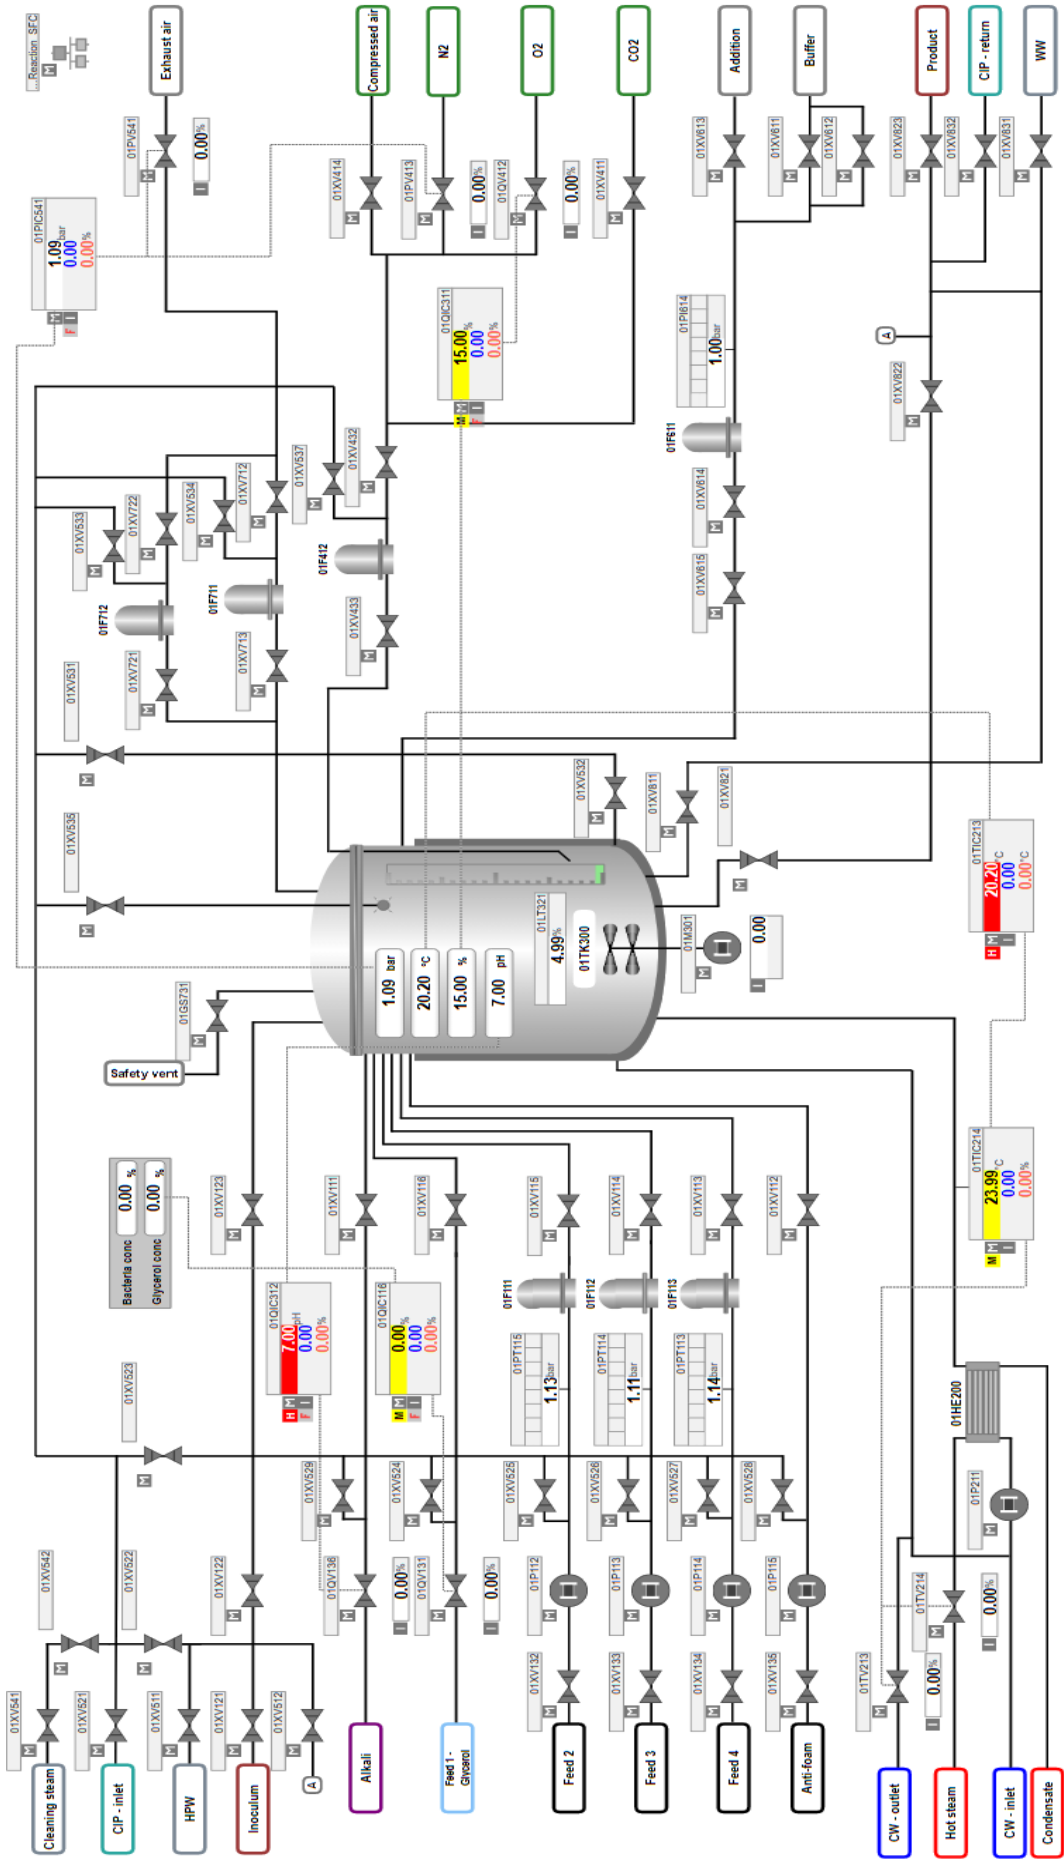 Cleaning steam
01XV541
M
01XV542
M
CIP - inlet
01XV521
M
01XV522
M
01XV523
M
HPW
01XV511
M
Inoculum
01XV121
M
01XV122
M
01XV123
M
A
01XV512
M
Bacteria conc
0.00 %
Glycerol conc
0.00 %
Safety vent
01GS731
M
01XV535
M
01XV531
M
Alkali
01QV136
M
I
0.00%
01XV529
M
01QIC312
H M
7.00 pH
0.00
F I
0.00%
01XV111
M
Feed 1 -
Glycerol
01QV131
M
I
0.00%
01XV524
M
01QIC116
M M
0.00%
0.00
F I
0.00%
01XV116
M
Feed 2
01XV132
M
01P112
M
01XV525
M
01PT115
1.13 bar
01F111
01XV115
M
Feed 3
01XV133
M
01P113
M
01XV526
M
01PT114
1.11 bar
01F112
01XV114
M
Feed 4
01XV134
M
01P114
M
01XV527
M
01PT113
1.14 bar
01F113
01XV113
M
Anti-foam
01XV135
M
01P115
M
01XV528
M
01XV112
M
1.09 bar
20.20 °C
15.00 %
7.00 pH
01LT321
4.99%
01TK300
01M301
M
I
0.00
01XV532
M
01XV811
M
01XV821
M
01F712
01XV721
M
01XV533
M
01XV722
M
01F711
01XV713
M
01XV534
M
01XV712
M
01F412
01XV433
M
01XV537
M
01XV432
M
...Reaction_SFC
M
01PIC541
M
1.09 bar
I
0.00
F
0.00%
01PV541
M
I
0.00%
Exhaust air
01XV414
M
Compressed air
01PV413
M
I
0.00%
N2
01QIC311
M M
15.00%
0.00
F I
0.00%
01QV412
M
I
0.00%
O2
01XV411
M
CO2
01XV615
M
01XV614
M
01F611
01PI614
1.00bar
01XV613
M
Addition
01XV611
M
01XV612
M
Buffer
A
01XV822
M
01XV823
M
Product
01XV832
M
CIP - return
01XV831
M
WW
CW - outlet
01TV213
M
I
0.00%
Hot steam
01TV214
M
I
0.00%
CW - inlet
01P211
M
01HE200
Condensate
01TIC214
M M
23.99 °C
0.00
I
0.00%
01TIC213
H M
20.20 °C
0.00
I
0.00°C